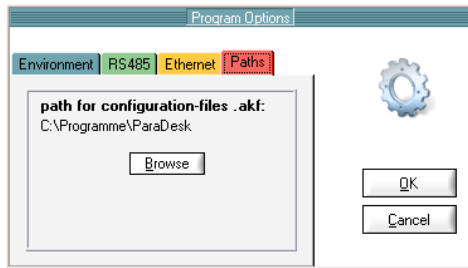 Program Options
Environment RS485 Ethernet Paths
path for configuration-files .akf:
C:\Programme\ParaDesk
Browse
OK
Cancel